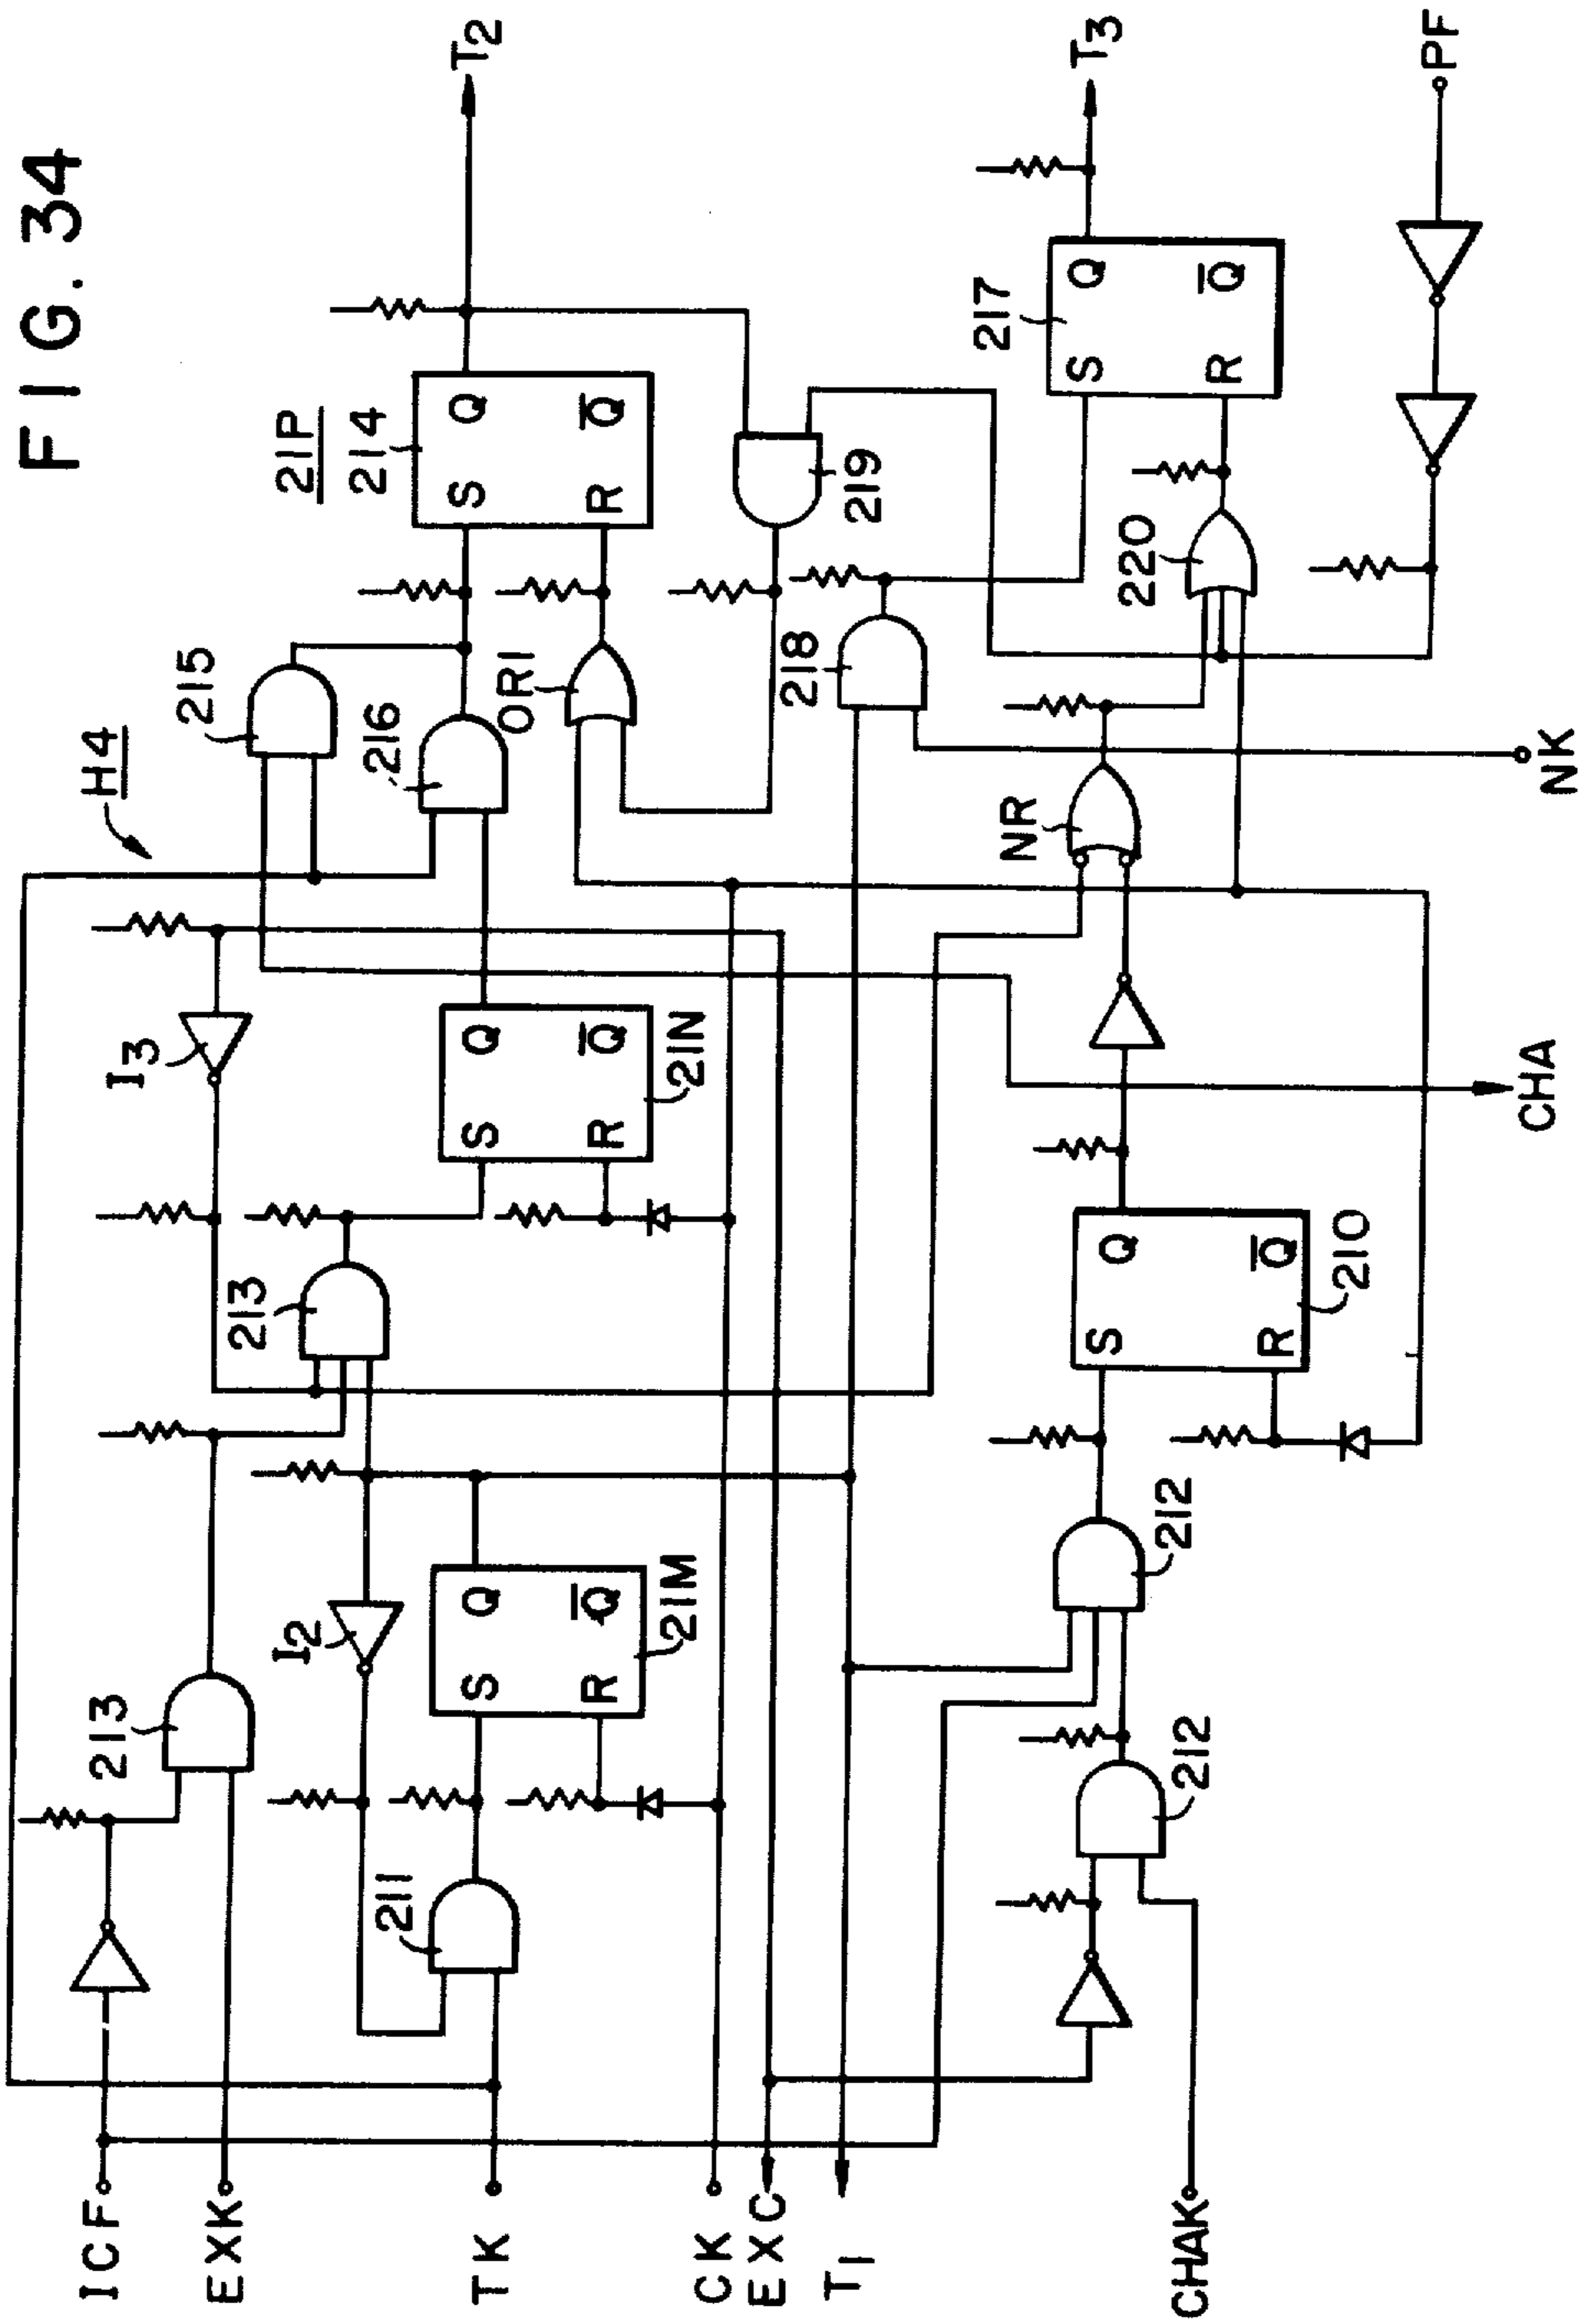 FIG. 34
ICF
213
I3
H4
215
EXK
I2
213
216
21P
214
T2
S
Q
R
Q̅
211
TK
S
Q
R
Q̅
21M
S
Q
R
Q̅
21N
OR1
CK
EXC
T1
218
219
217
T3
S
Q
R
Q̅
NR
220
CHAK
212
212
S
Q
R
Q̅
210
PF
CHA
NK